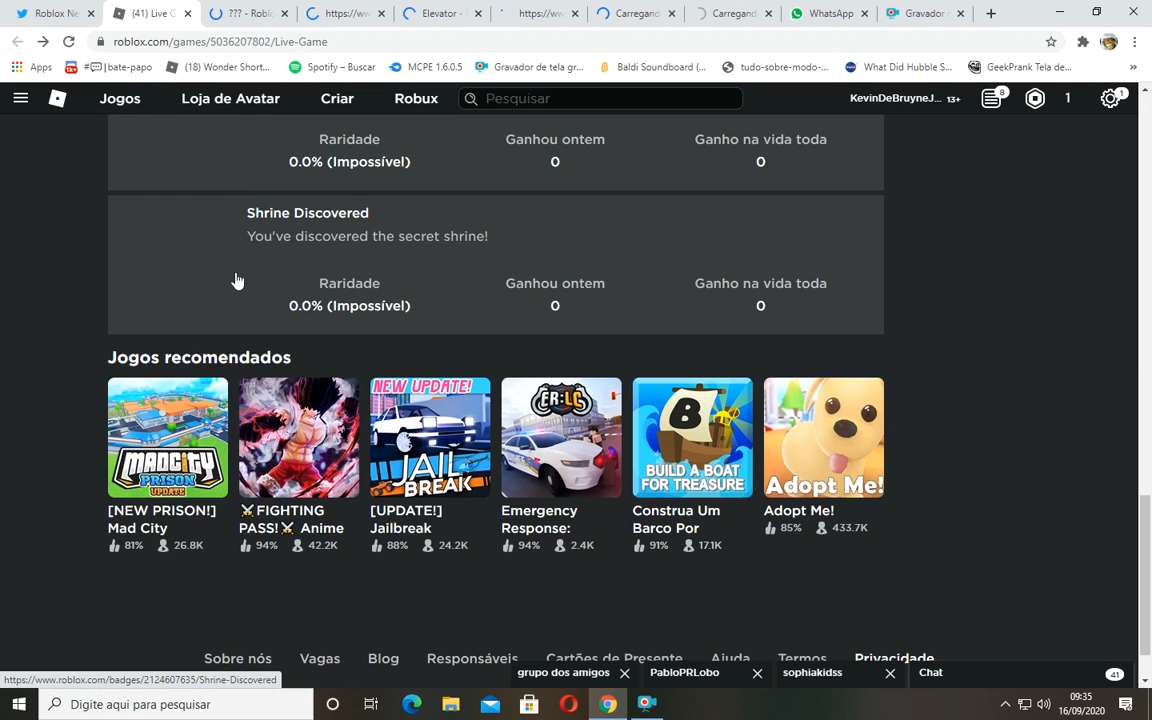 Roblox Ne
(41) Live G
??? - Roblo
https://ww
Elevator -
https://ww
Carregand
Carregand
WhatsApp
Gravador
roblox.com/games/5036207802/Live-Game
Apps
#💬|bate-papo
(18) Wonder Short...
Spotify – Buscar
MCPE 1.6.0.5
Gravador de tela gr...
Baldi Soundboard (...
tudo-sobre-modo-...
What Did Hubble S...
GeekPrank Tela de...
Jogos
Loja de Avatar
Criar
Robux
Pesquisar
KevinDeBruyneJ... 13+
8
1
1
Raridade
Ganhou ontem
Ganho na vida toda
0.0% (Impossível)
0
0
Shrine Discovered
You've discovered the secret shrine!
Raridade
Ganhou ontem
Ganho na vida toda
0.0% (Impossível)
0
0
Jogos recomendados
MADCITY
PRISON
UPDATE
NEW UPDATE!
JAIL
BREAK
ER:LC
B
BUILD A BOAT
FOR TREASURE
Adopt Me!
[NEW PRISON!]
Mad City
81% 26.8K
⚔FIGHTING
PASS!⚔ Anime
94% 42.2K
[UPDATE!]
Jailbreak
88% 24.2K
Emergency
Response:
94% 2.4K
Construa Um
Barco Por
91% 17.1K
Adopt Me!
85% 433.7K
Sobre nós
Vagas
Blog
Responsáveis
Cartões de Presente
Ajuda
Termos
Privacidade
grupo dos amigos
PabloPRLobo
sophiakidss
Chat
41
https://www.roblox.com/badges/2124607635/Shrine-Discovered
Digite aqui para pesquisar
09:35
16/09/2020